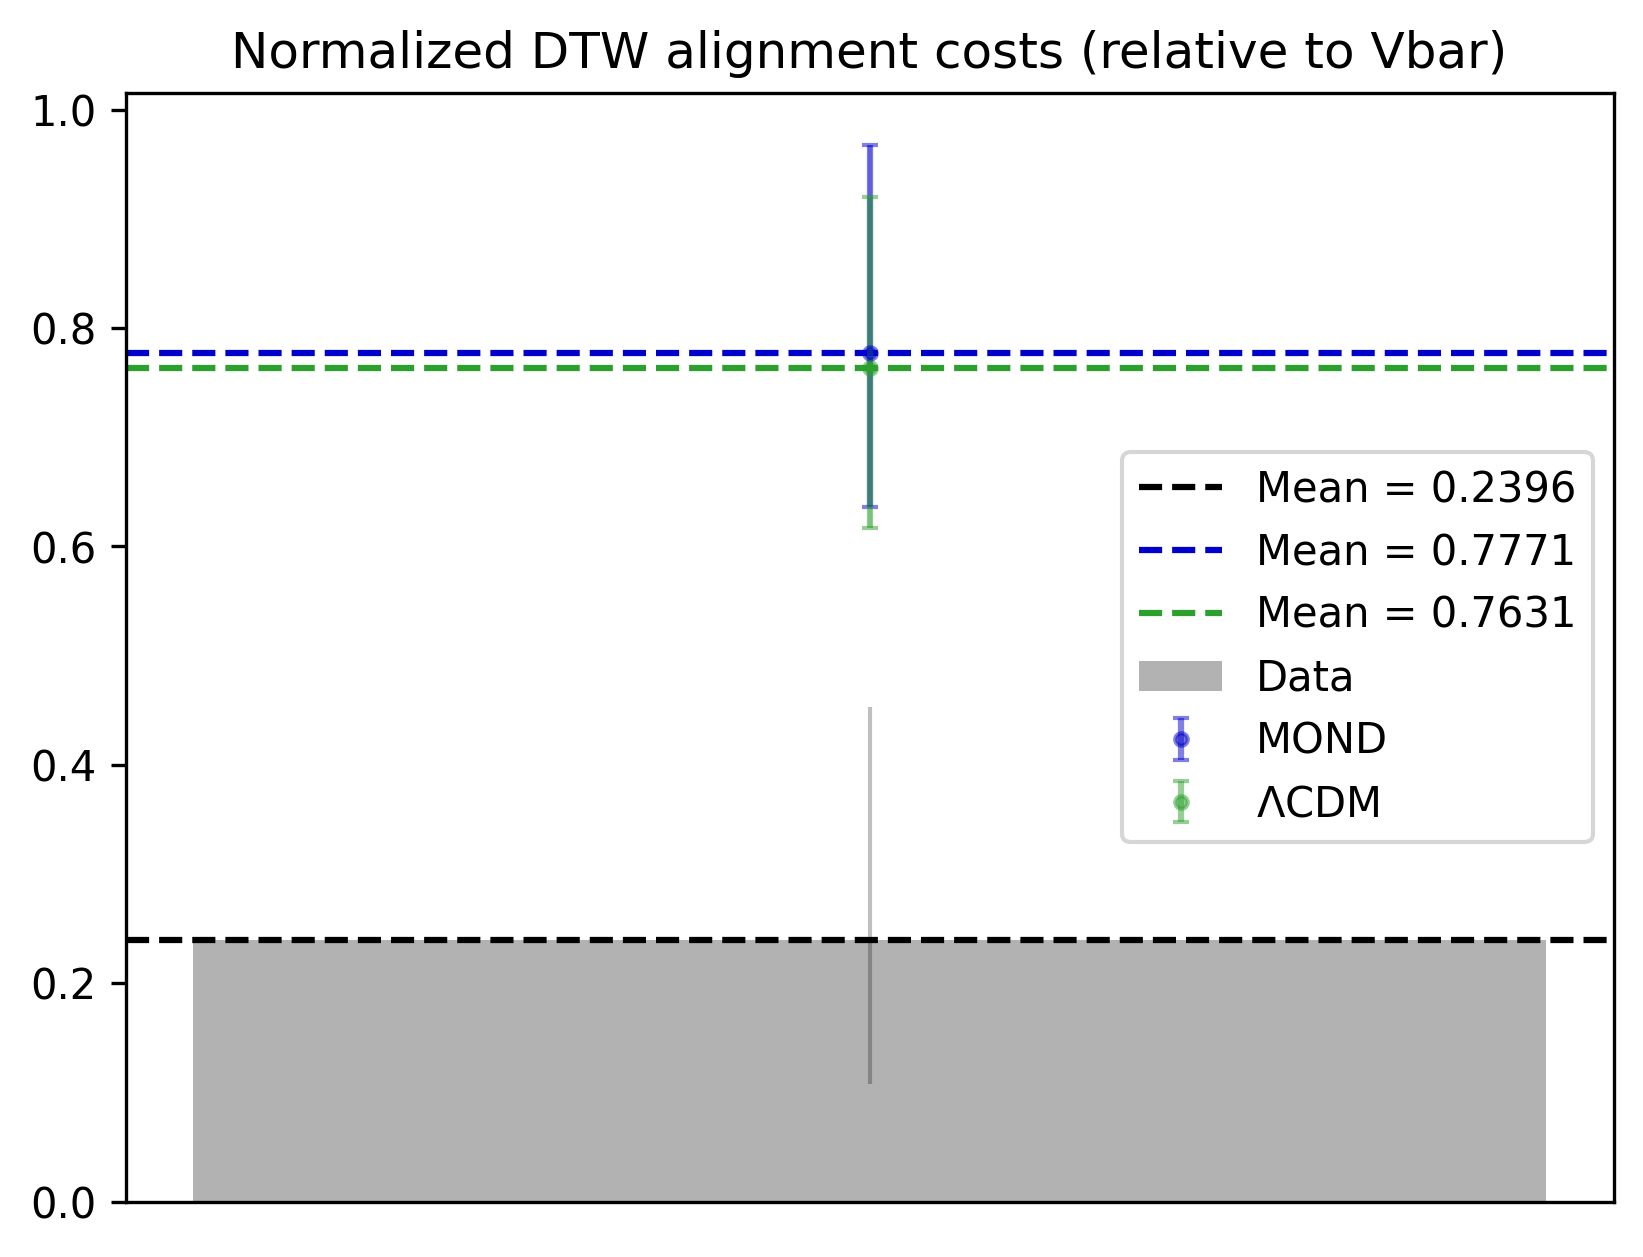 Normalized DTW alignment costs (relative to Vbar)
1.0
0.8
0.6
0.4
0.2
0.0
Mean = 0.2396
Mean = 0.7771
Mean = 0.7631
Data
MOND
ΛCDM